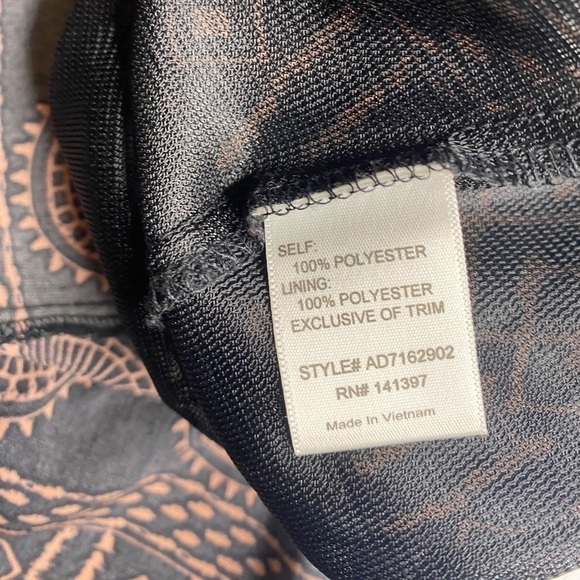 SELF:
100% POLYESTER
LINING:
100% POLYESTER
EXCLUSIVE OF TRIM
STYLE# AD7162902
RN# 141397
Made In Vietnam